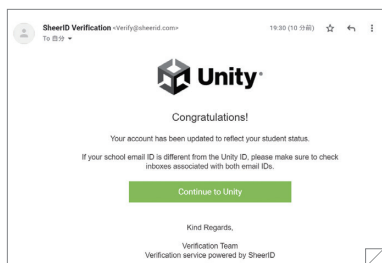 SheerID Verification <Verify@sheerid.com> 19:30 (10 分前)
To 自分
Unity
Congratulations!
Your account has been updated to reflect your student status.
If your school email ID is different from the Unity ID, please make sure to check
inboxes associated with both email IDs.
Continue to Unity
Kind Regards,
Verification Team
Verification service powered by SheerID